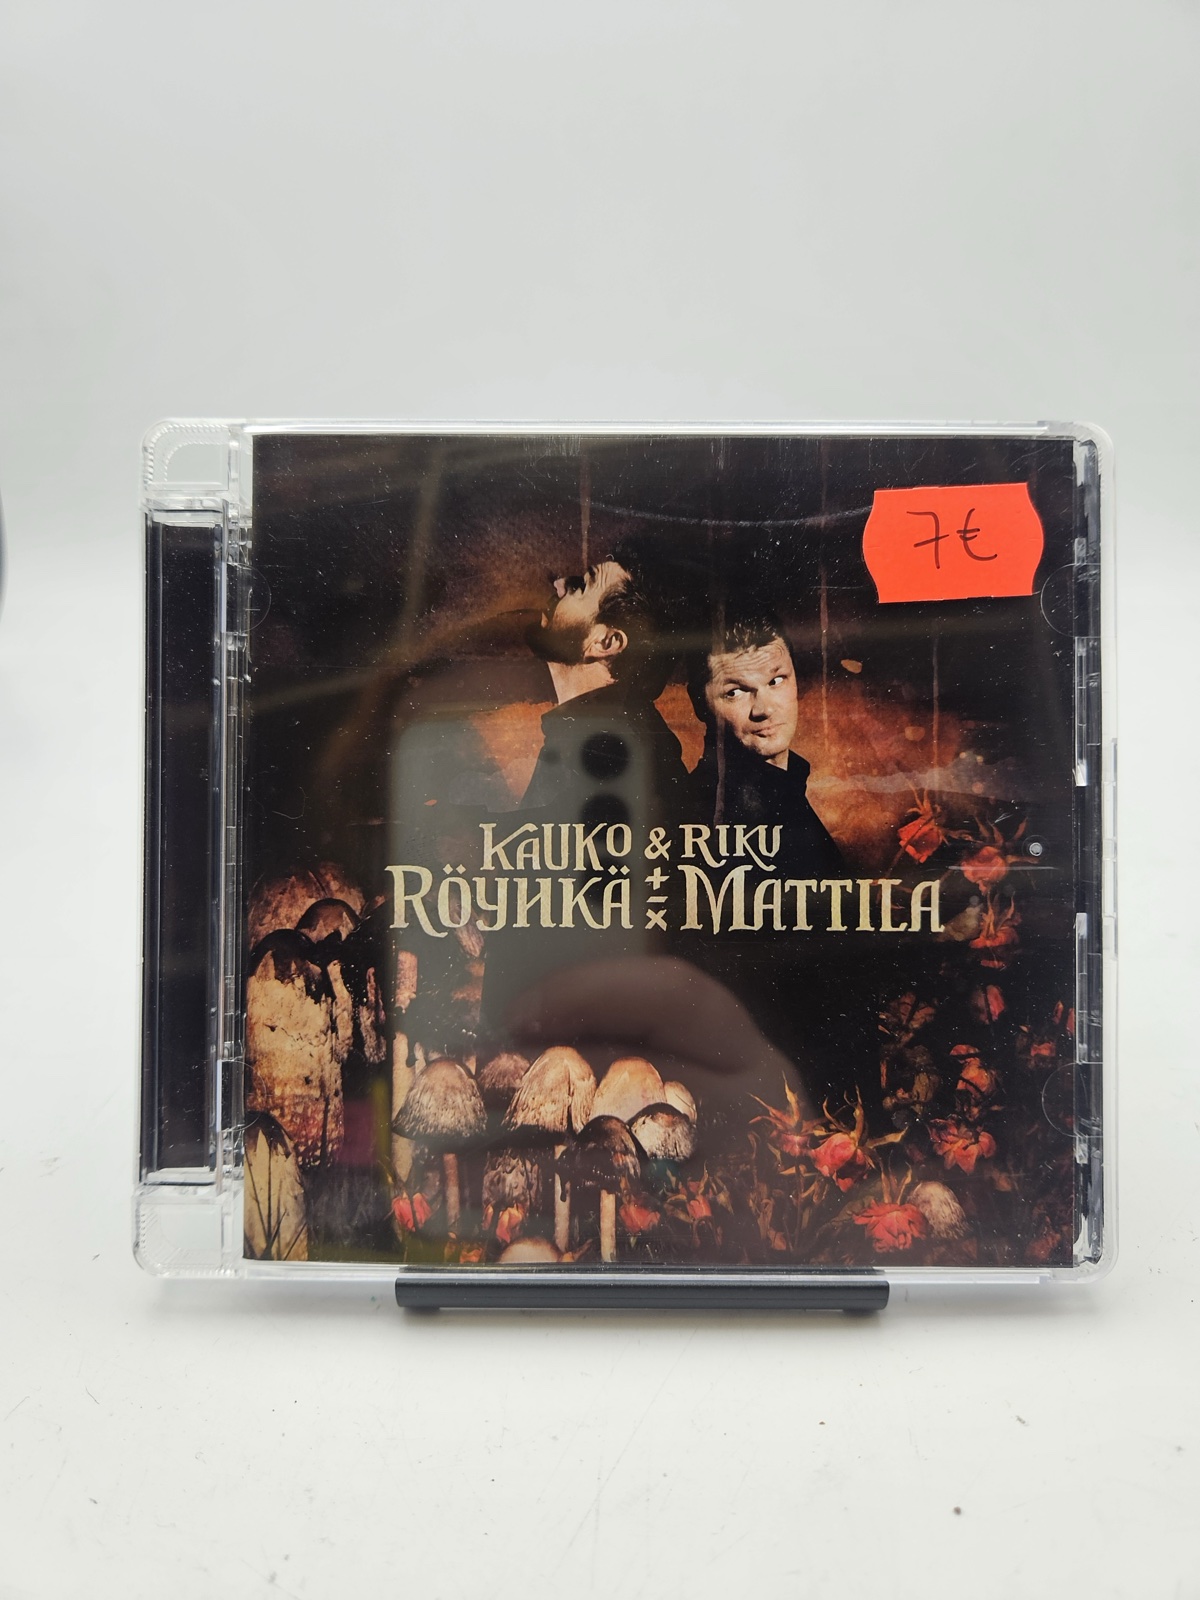 7€
KAUKO & RIKU
RÖYHKÄ + - x MATTILA